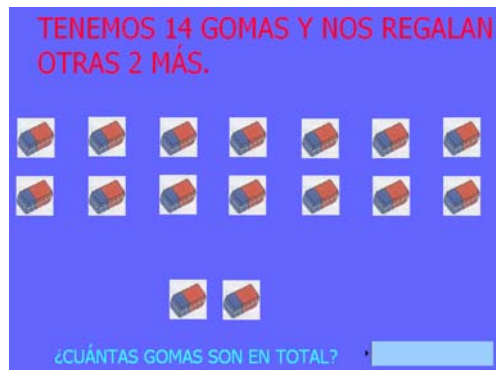 TENEMOS 14 GOMAS Y NOS REGALAN
OTRAS 2 MÁS.
¿CUÁNTAS GOMAS SON EN TOTAL?